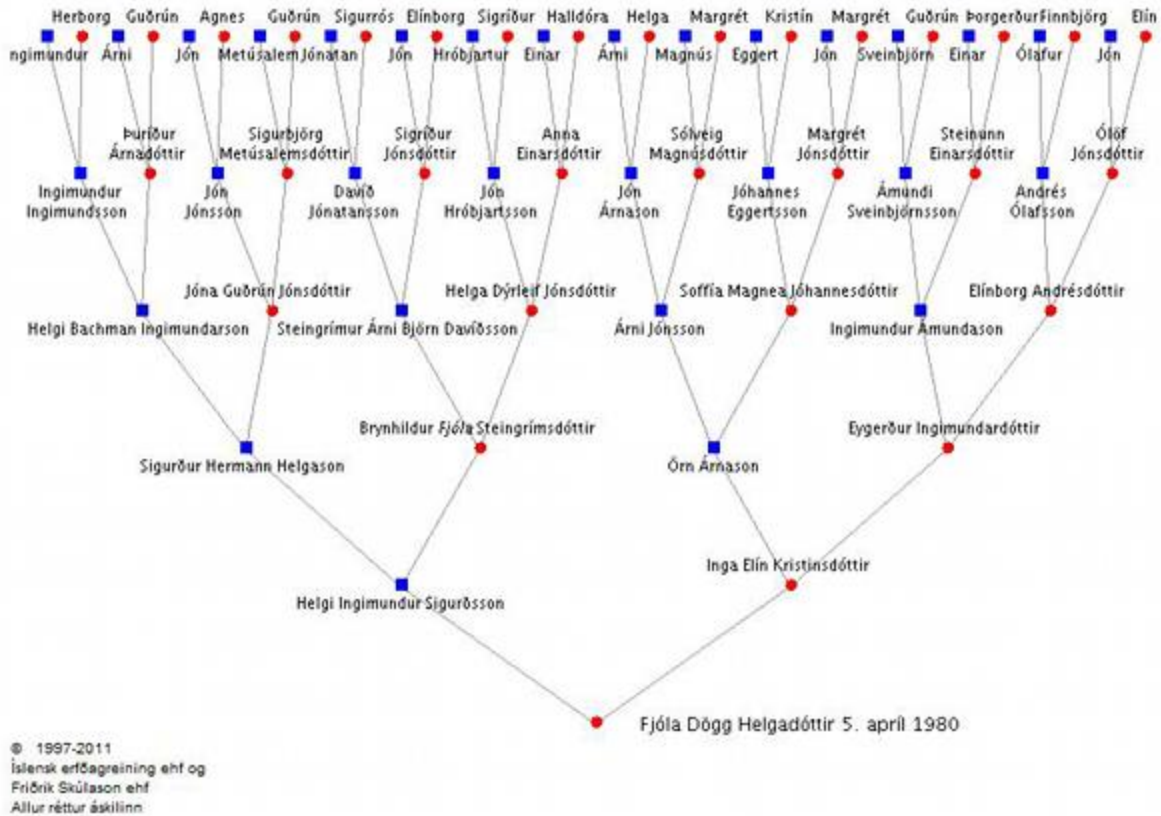 Herborg Guðrún Agnes Guðrún Sigurrós Elínborg Sigríður Halldóra Helga Margrét Kristín Margrét Guðrún Þorgerður Finnbjörg Elín
ngimundur Árni Jón Metúsalem Jónatan Jón Hróbjartur Einar Árni Magnús Eggert Jón Sveinbjörn Einar Ólafur Jón
Þuríður Sigurbjörg Sigríður Anna Sólveig Margrét Steinunn Ólöf
Árnadóttir Metúsalemsdóttir Jónsdóttir Einarsdóttir Magnúsdóttir Jónsdóttir Einarsdóttir Jónsdóttir
Ingimundur Jón Davíð Jón Jón Jóhannes Ámundi Andrés
Ingimundsson Jónsson Jónatansson Hróbjartsson Árnason Eggertsson Sveinbjörnsson Ólafsson
Jóna Guðrún Jónsdóttir Helga Dýrleif Jónsdóttir Soffía Magnea Jóhannesdóttir Elínborg Andrésdóttir
Helgi Bachman Ingimundarson Steingrímur Árni Björn Davíðsson Árni Jónsson Ingimundur Ámundason
Brynhildur Fjóla Steingrímsdóttir Eygerður Ingimundardóttir
Sigurður Hermann Helgason Örn Árnason
Inga Elín Kristinsdóttir
Helgi Ingimundur Sigurðsson
Fjóla Dögg Helgadóttir 5. apríl 1980
© 1997-2011
Íslensk erfðagreining ehf og
Friðrik Skúlason ehf
Allur réttur áskilinn